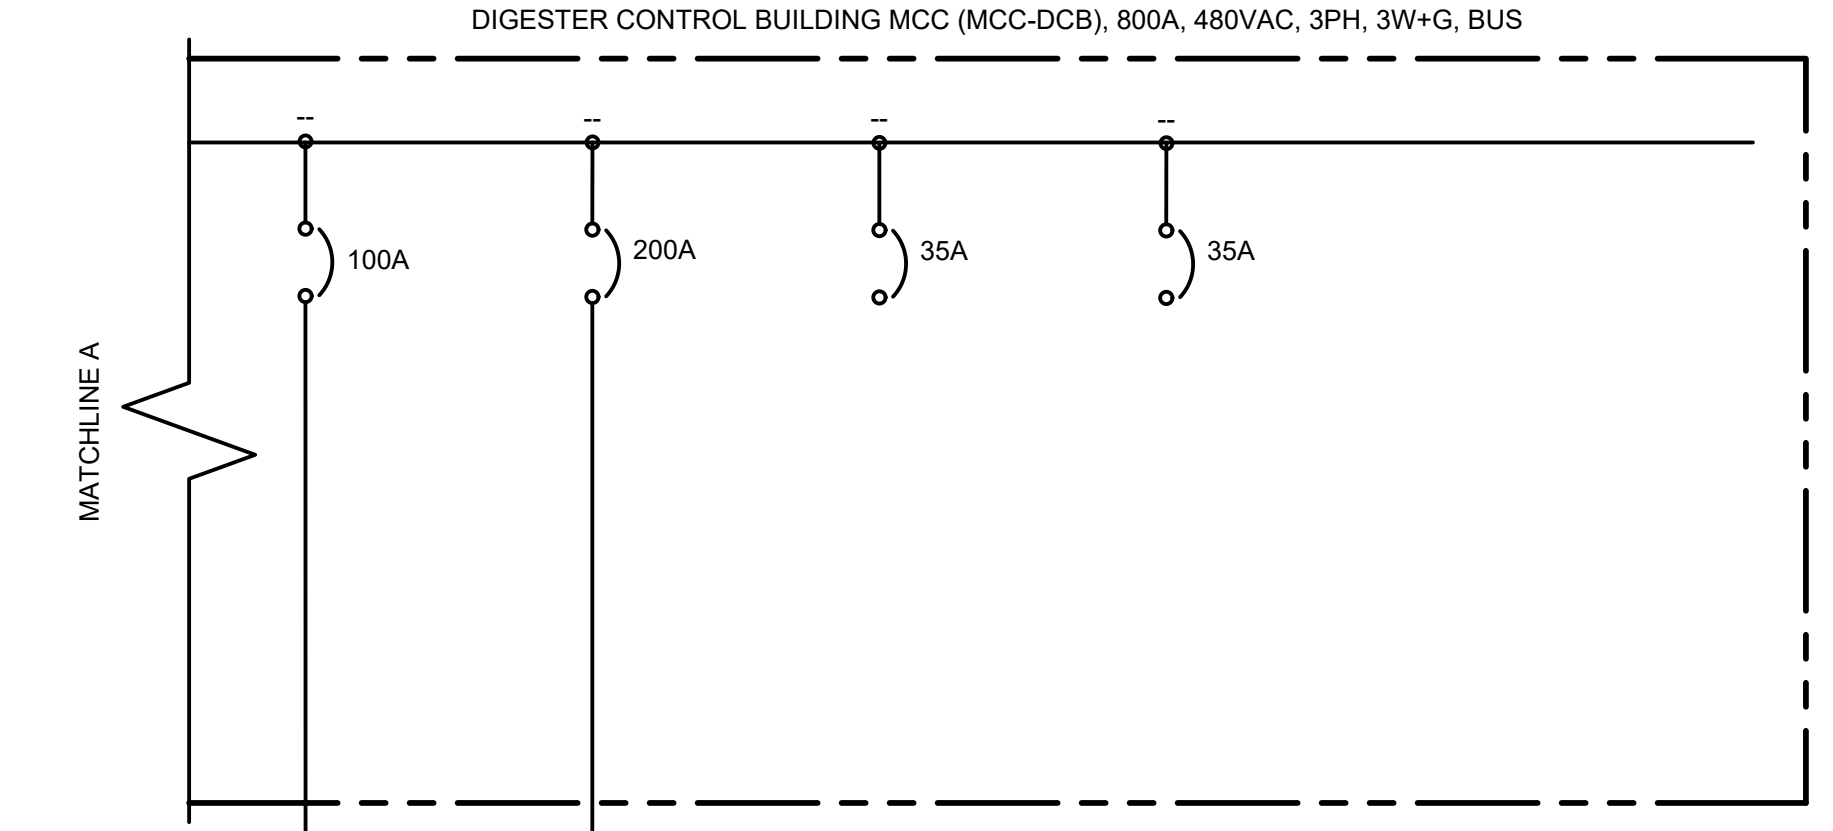 DIGESTER CONTROL BUILDING MCC (MCC-DCB), 800A, 480VAC, 3PH, 3W+G, BUS
--
--
--
--
100A
200A
35A
35A
MATCHLINE A